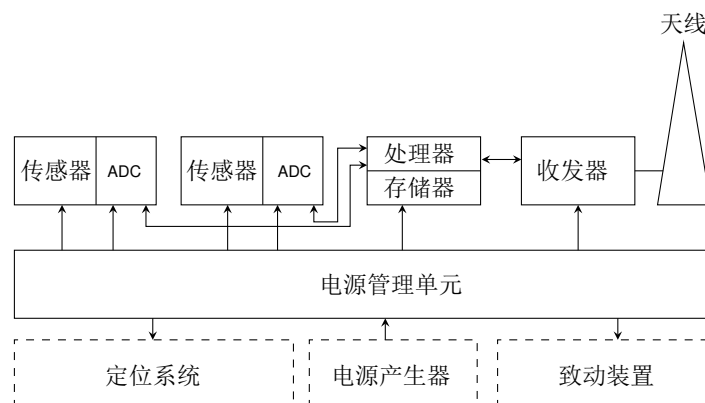 天线
传感器 ADC 传感器 ADC 处理器 收发器
存储器
电源管理单元
定位系统 电源产生器 致动装置